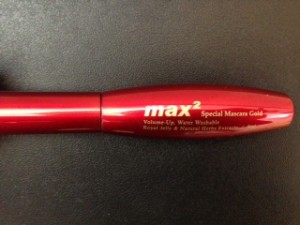 max² Special Mascara Gold
Volume-Up. Water Washable
Royal Jelly & Natural Herbs Extracts